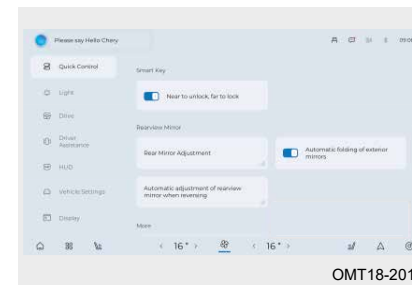 Please say Hello Chery
Quick Control
Smart Key
Light
Near to unlock, far to lock
Drive
Rearview Mirror
Driver
Assistance
Rear Mirror Adjustment
Automatic folding of exterior
mirrors
HUD
Vehicle Settings
Automatic adjustment of rearview
mirror when reversing
Display
More
< 16° > < 16° >
OMT18-201